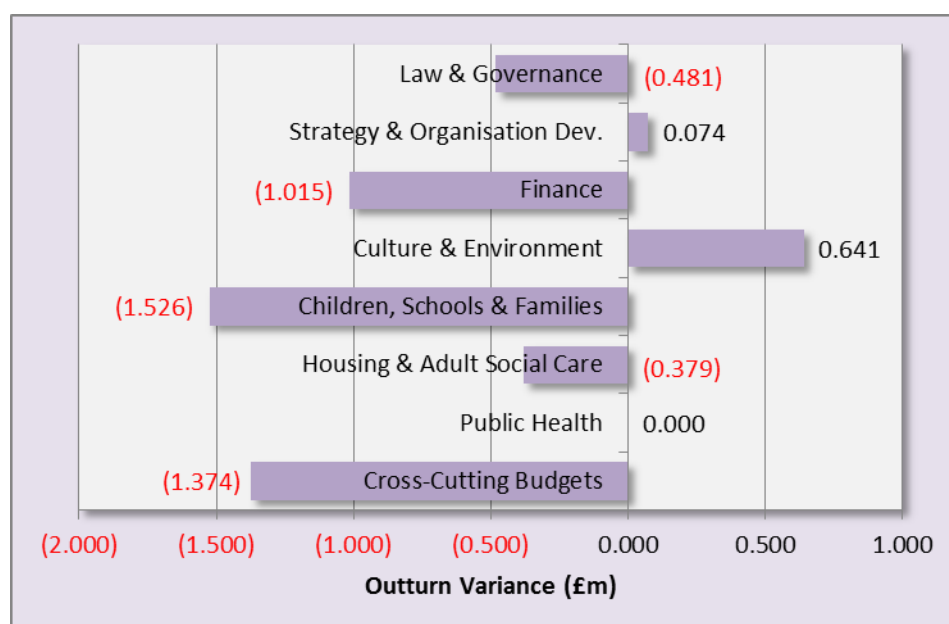 Law & Governance (0.481)
Strategy & Organisation Dev. 0.074
(1.015) Finance
Culture & Environment 0.641
(1.526) Children, Schools & Families
Housing & Adult Social Care (0.379)
Public Health 0.000
(1.374) Cross-Cutting Budgets
(2.000) (1.500) (1.000) (0.500) 0.000 0.500 1.000
Outturn Variance (£m)